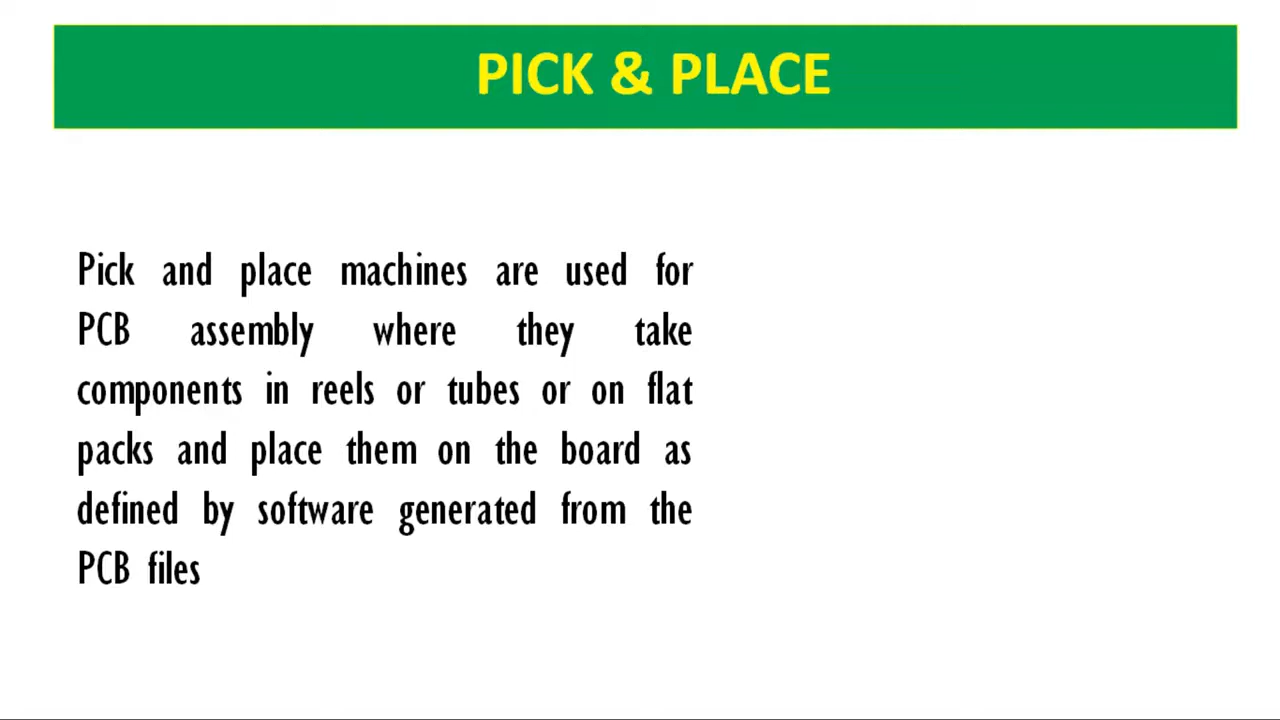 PICK & PLACE
Pick and place machines are used for
PCB assembly where they take
components in reels or tubes or on flat
packs and place them on the board as
defined by software generated from the
PCB files